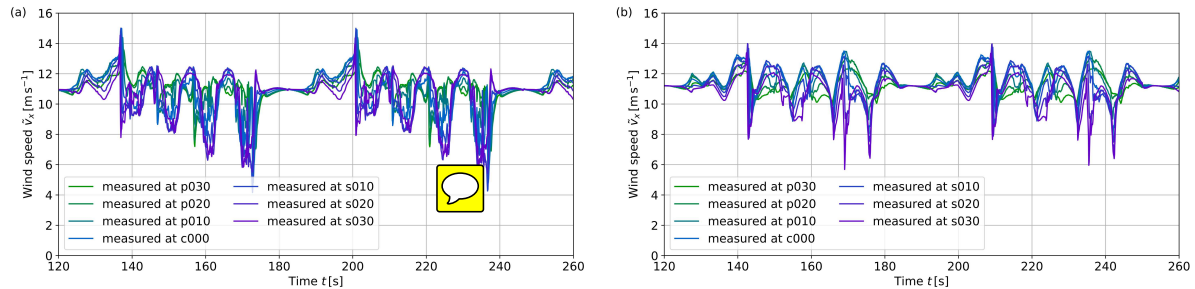 (a)
16
14
12
10
8
6
4
2
0
Wind speed ṽₓ [m s⁻¹]
measured at p030
measured at p020
measured at p010
measured at c000
measured at s010
measured at s020
measured at s030
120 140 160 180 200 220 240 260
Time t [s]
(b)
16
14
12
10
8
6
4
2
0
Wind speed ṽₓ [m s⁻¹]
measured at p030
measured at p020
measured at p010
measured at c000
measured at s010
measured at s020
measured at s030
120 140 160 180 200 220 240 260
Time t [s]